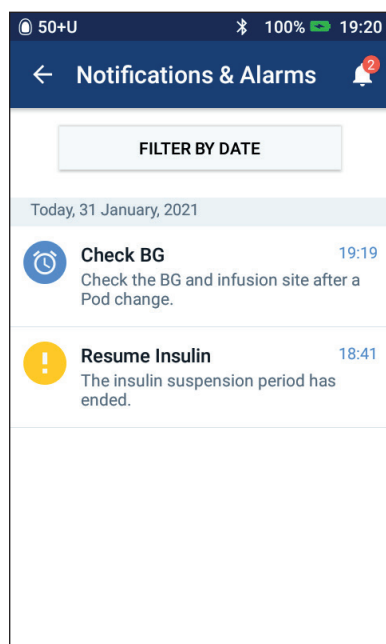 50+U 100% 19:20
Notifications & Alarms 2
FILTER BY DATE
Today, 31 January, 2021
Check BG 19:19
Check the BG and infusion site after a
Pod change.
Resume Insulin 18:41
The insulin suspension period has
ended.